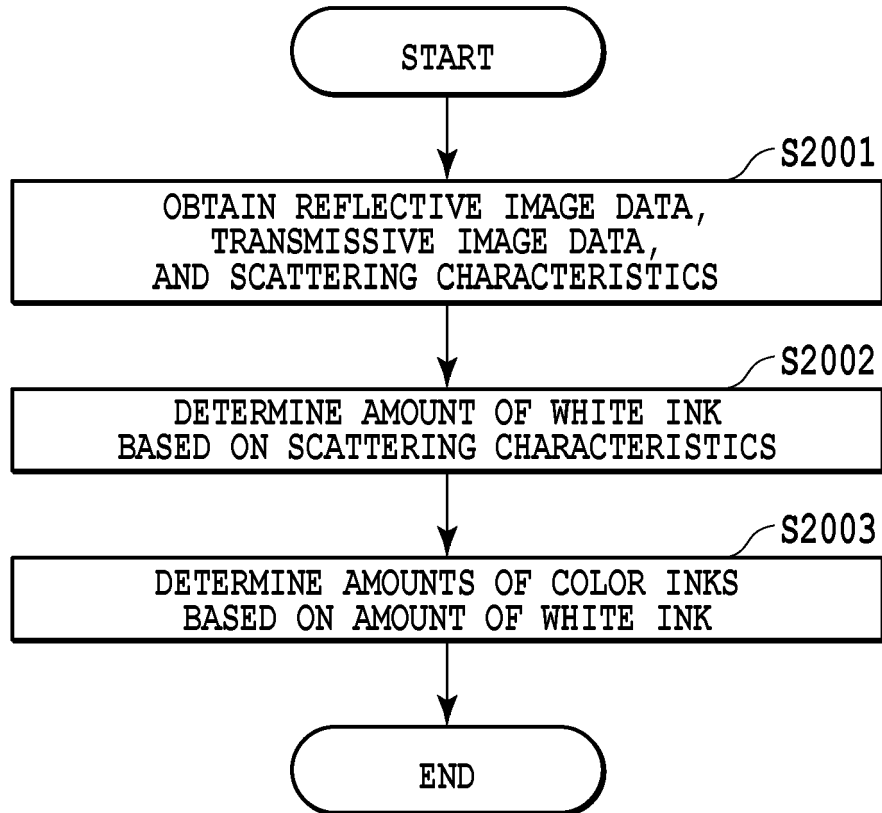 START
S2001
OBTAIN REFLECTIVE IMAGE DATA,
TRANSMISSIVE IMAGE DATA,
AND SCATTERING CHARACTERISTICS
S2002
DETERMINE AMOUNT OF WHITE INK
BASED ON SCATTERING CHARACTERISTICS
S2003
DETERMINE AMOUNTS OF COLOR INKS
BASED ON AMOUNT OF WHITE INK
END